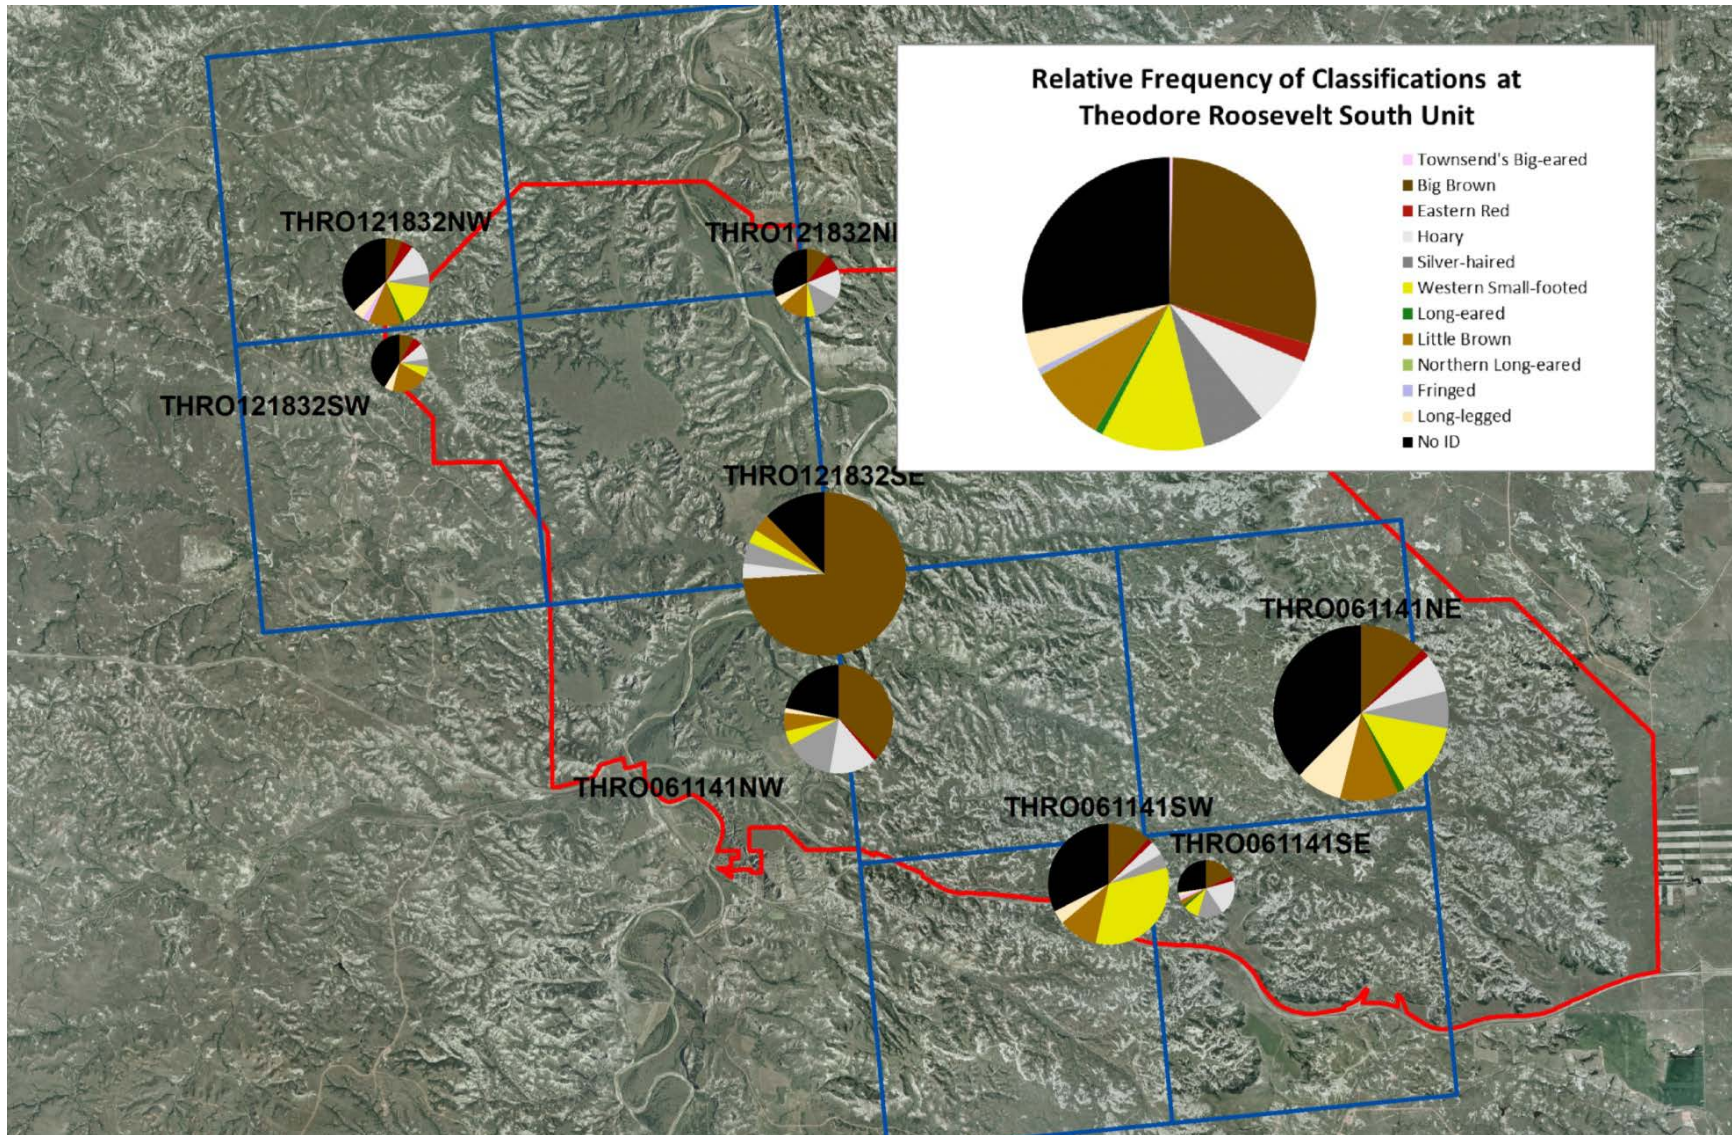 Relative Frequency of Classifications at
Theodore Roosevelt South Unit
Townsend's Big-eared
Big Brown
Eastern Red
Hoary
Silver-haired
Western Small-footed
Long-eared
Little Brown
Northern Long-eared
Fringed
Long-legged
No ID
THRO121832NW
THRO121832N
THRO121832SW
THRO121832SE
THRO061141NE
THRO061141NW
THRO061141SW
THRO061141SE